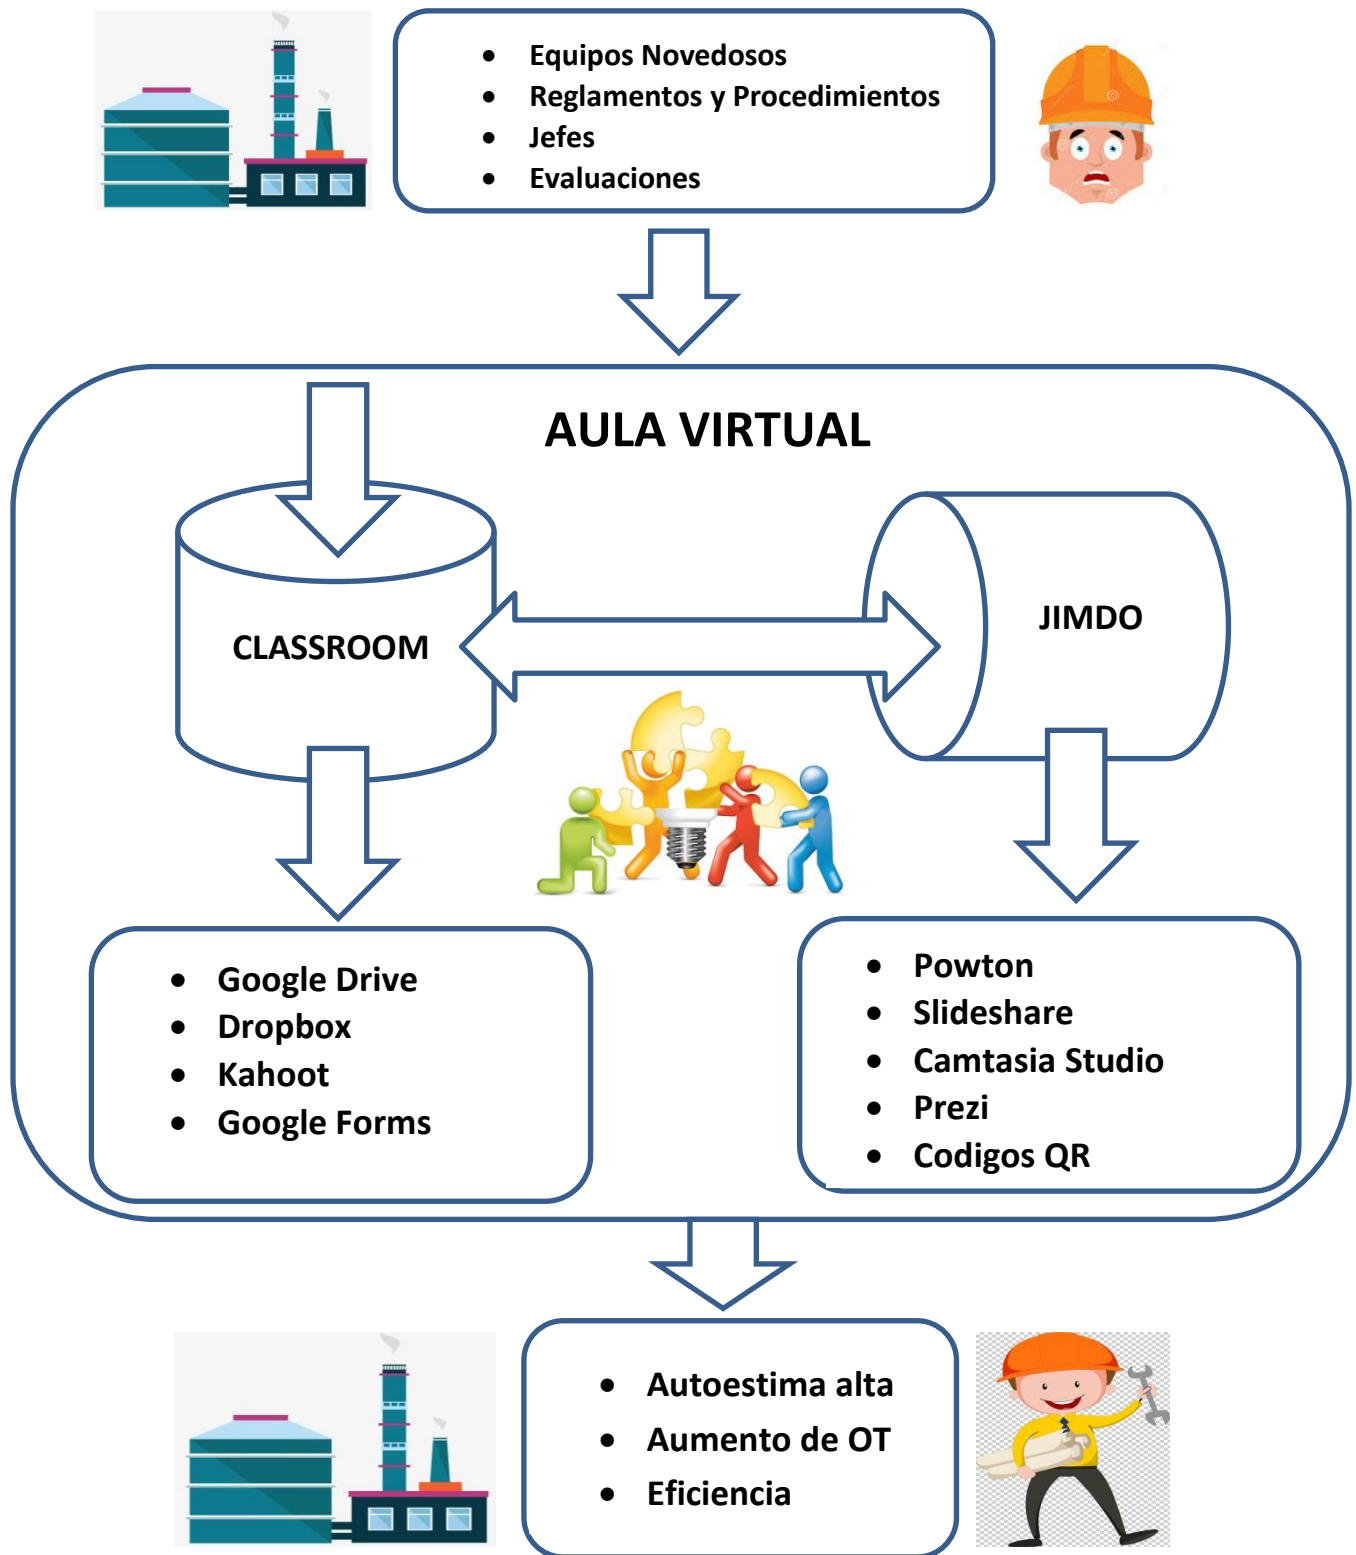 • Equipos Novedosos
• Reglamentos y Procedimientos
• Jefes
• Evaluaciones
AULA VIRTUAL
CLASSROOM
JIMDO
• Google Drive
• Dropbox
• Kahoot
• Google Forms
• Powton
• Slideshare
• Camtasia Studio
• Prezi
• Codigos QR
• Autoestima alta
• Aumento de OT
• Eficiencia